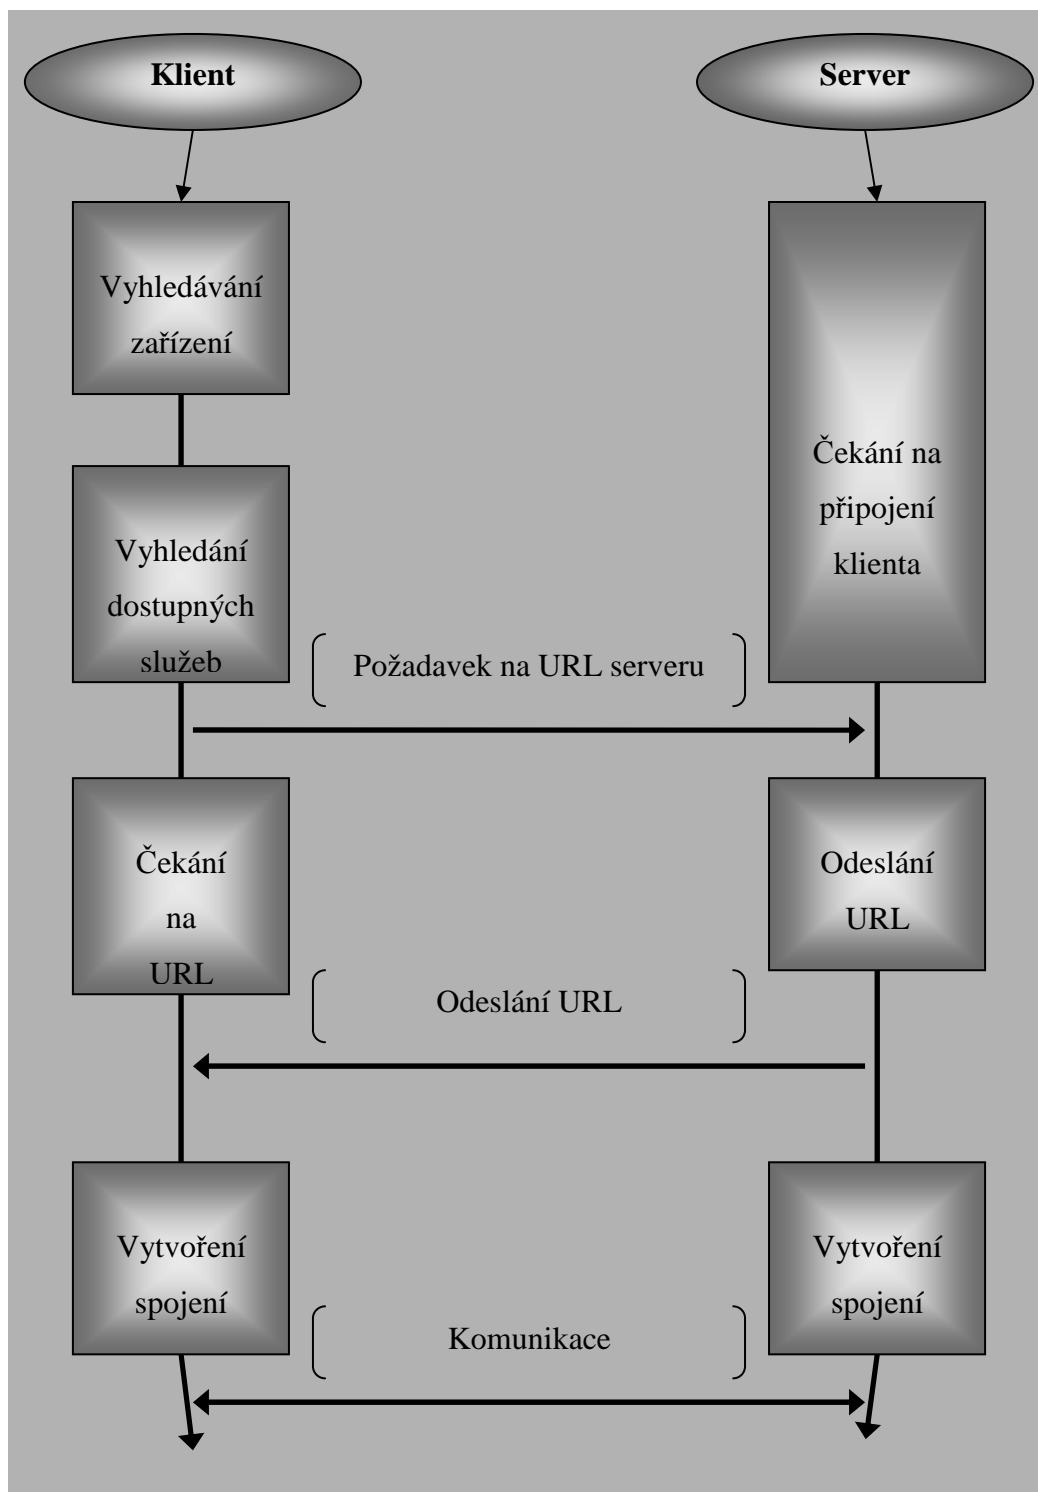 Klient
Server
Vyhledávání
zařízení
Čekání na
připojení
klienta
Vyhledání
dostupných
služeb
Požadavek na URL serveru
Čekání
na
URL
Odeslání
URL
Odeslání URL
Vytvoření
spojení
Vytvoření
spojení
Komunikace